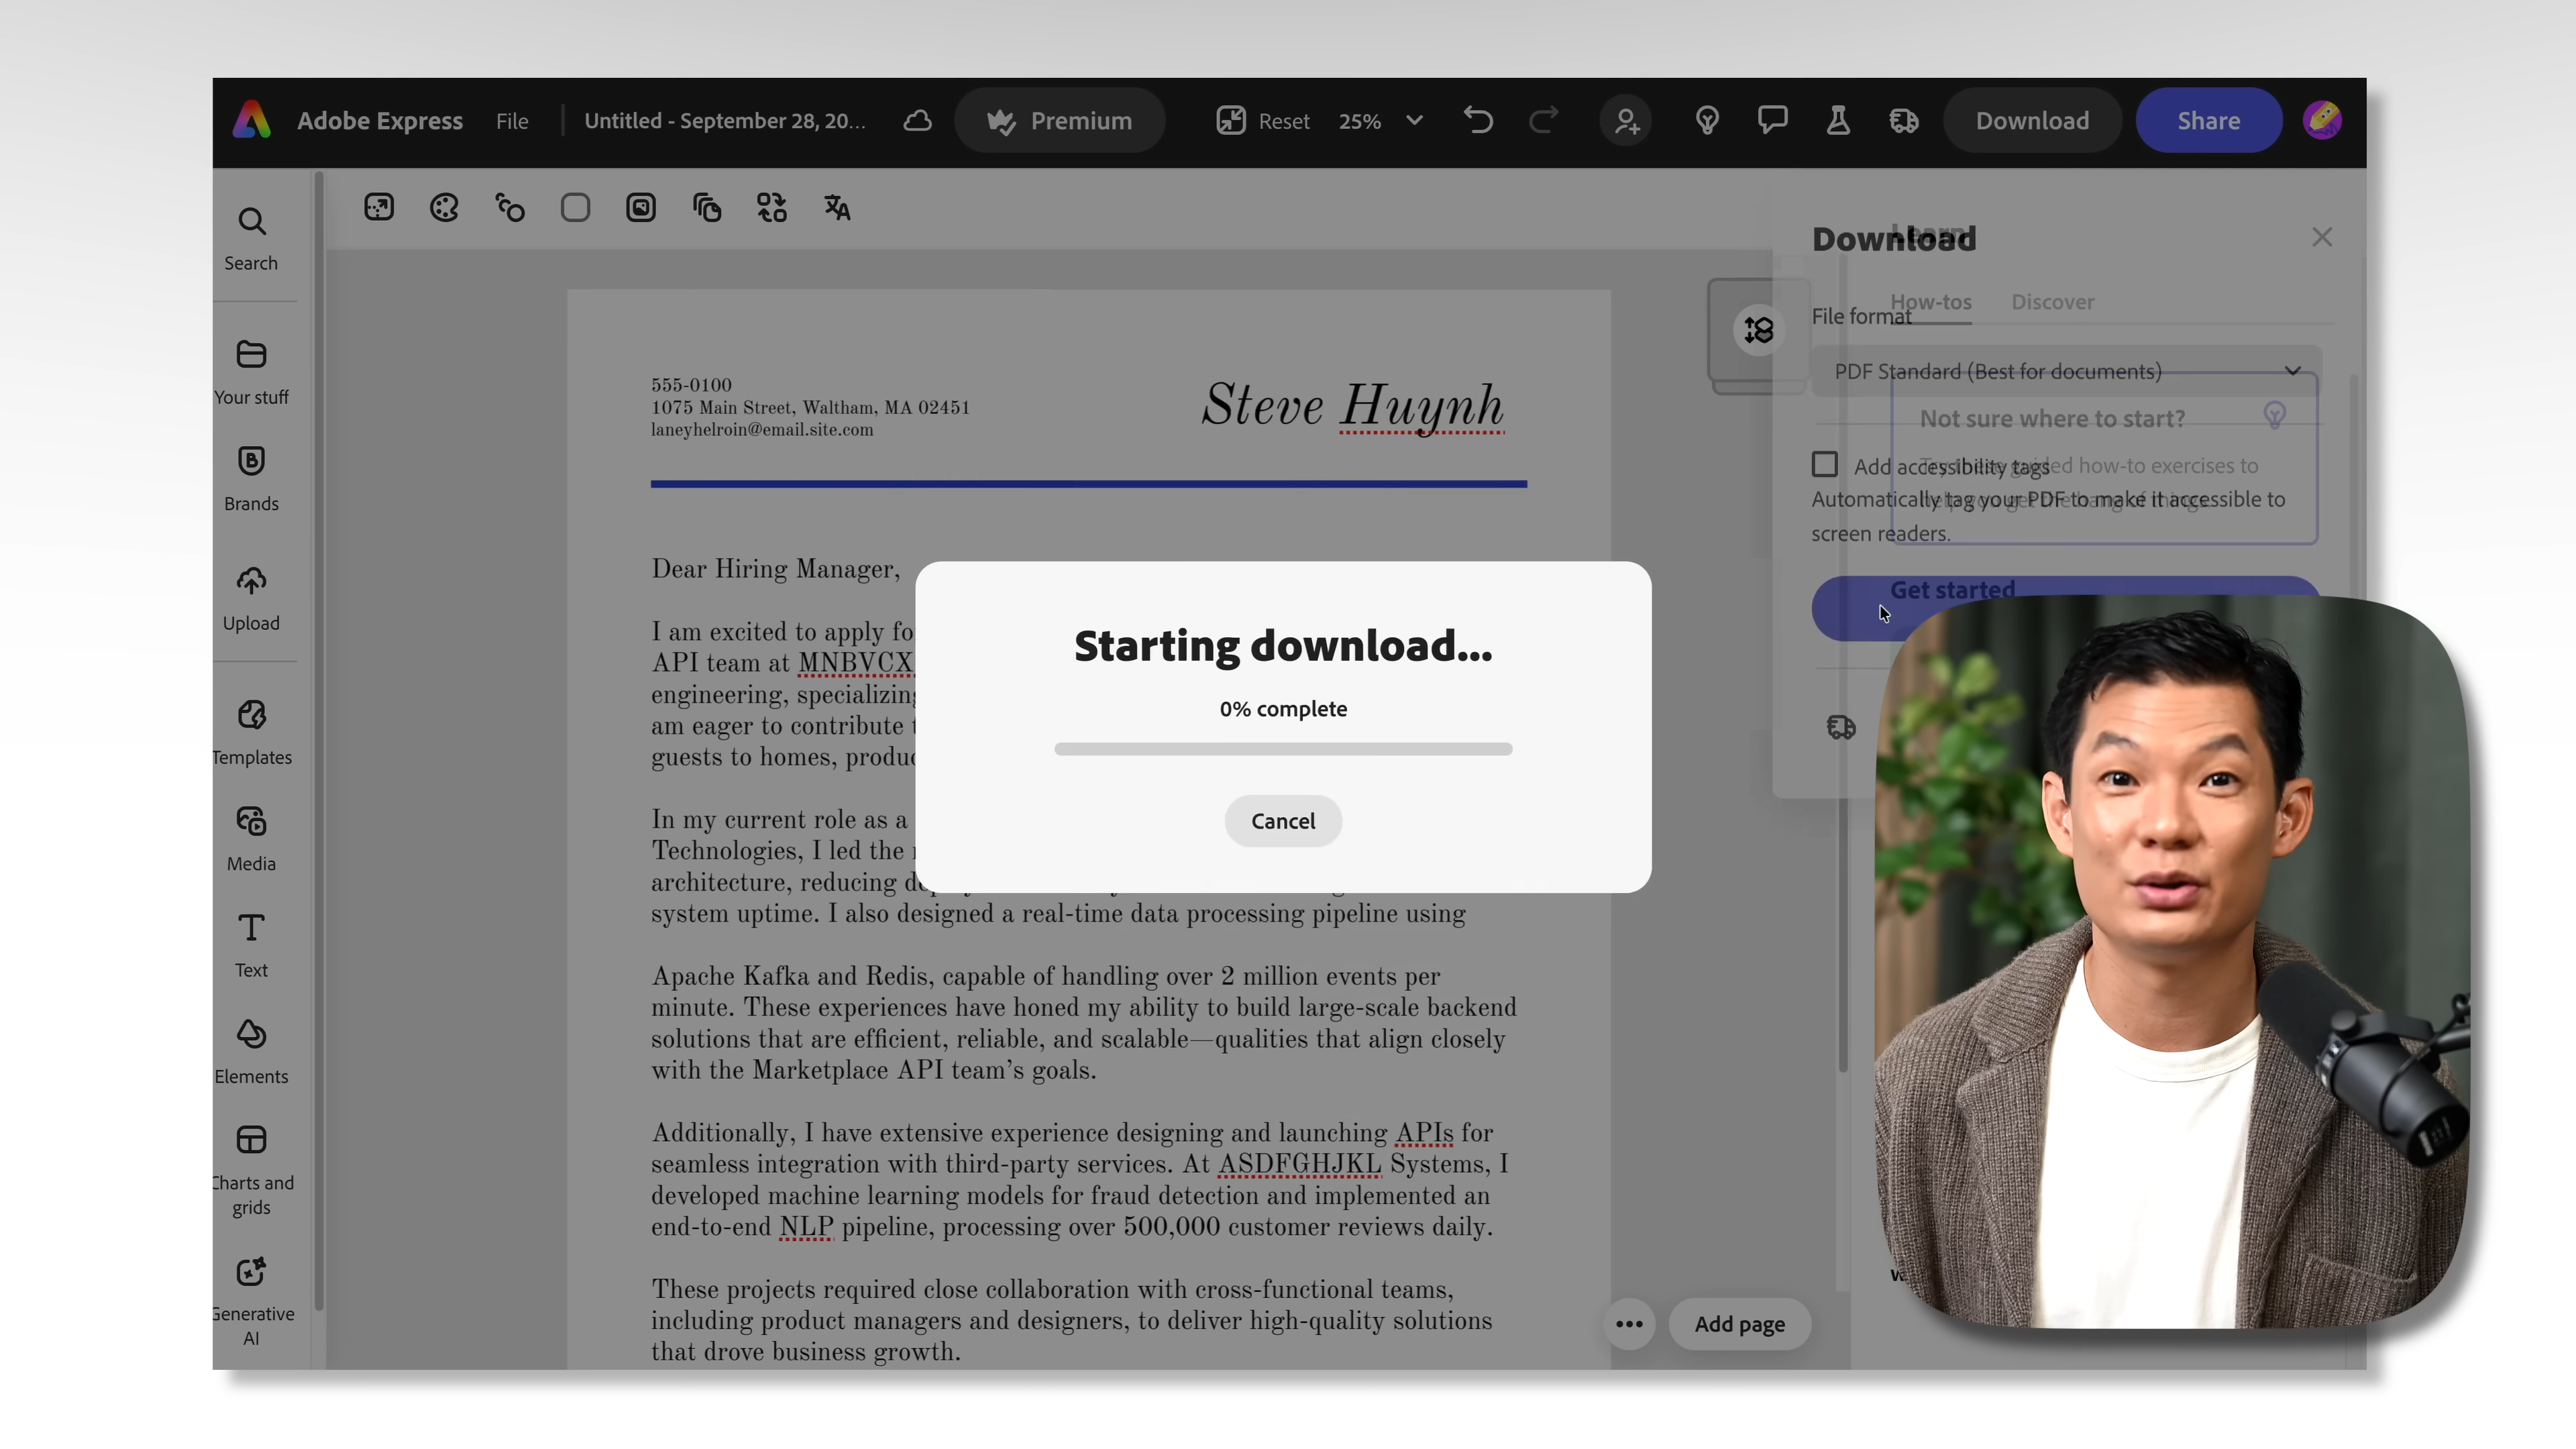 Adobe Express File Untitled - September 28, 20... Premium Reset 25% Download Share
Search
Your stuff
Brands
Upload
Templates
Media
Text
Elements
Charts and
grids
Generative
AI
555-0100
1075 Main Street, Waltham, MA 02451
laneyhelroin@email.site.com
Steve Huynh
Dear Hiring Manager,
I am excited to apply fo
API team at MNBVCX
engineering, specializing
am eager to contribute
guests to homes, produc
In my current role as a
Technologies, I led the
architecture, reducing
system uptime. I also designed a real-time data processing pipeline using
Apache Kafka and Redis, capable of handling over 2 million events per
minute. These experiences have honed my ability to build large-scale backend
solutions that are efficient, reliable, and scalable—qualities that align closely
with the Marketplace API team's goals.
Additionally, I have extensive experience designing and launching APIs for
seamless integration with third-party services. At ASDFGHJKL Systems, I
developed machine learning models for fraud detection and implemented an
end-to-end NLP pipeline, processing over 500,000 customer reviews daily.
These projects required close collaboration with cross-functional teams,
including product managers and designers, to deliver high-quality solutions
that drove business growth.
Starting download...
0% complete
Cancel
Download
Learn
How-tos Discover
File format
PDF Standard (Best for documents)
Not sure where to start?
Add accessibility tags
guided how-to exercises to
Automatically tag your PDF to make it accessible to
screen readers.
Get started
Add page